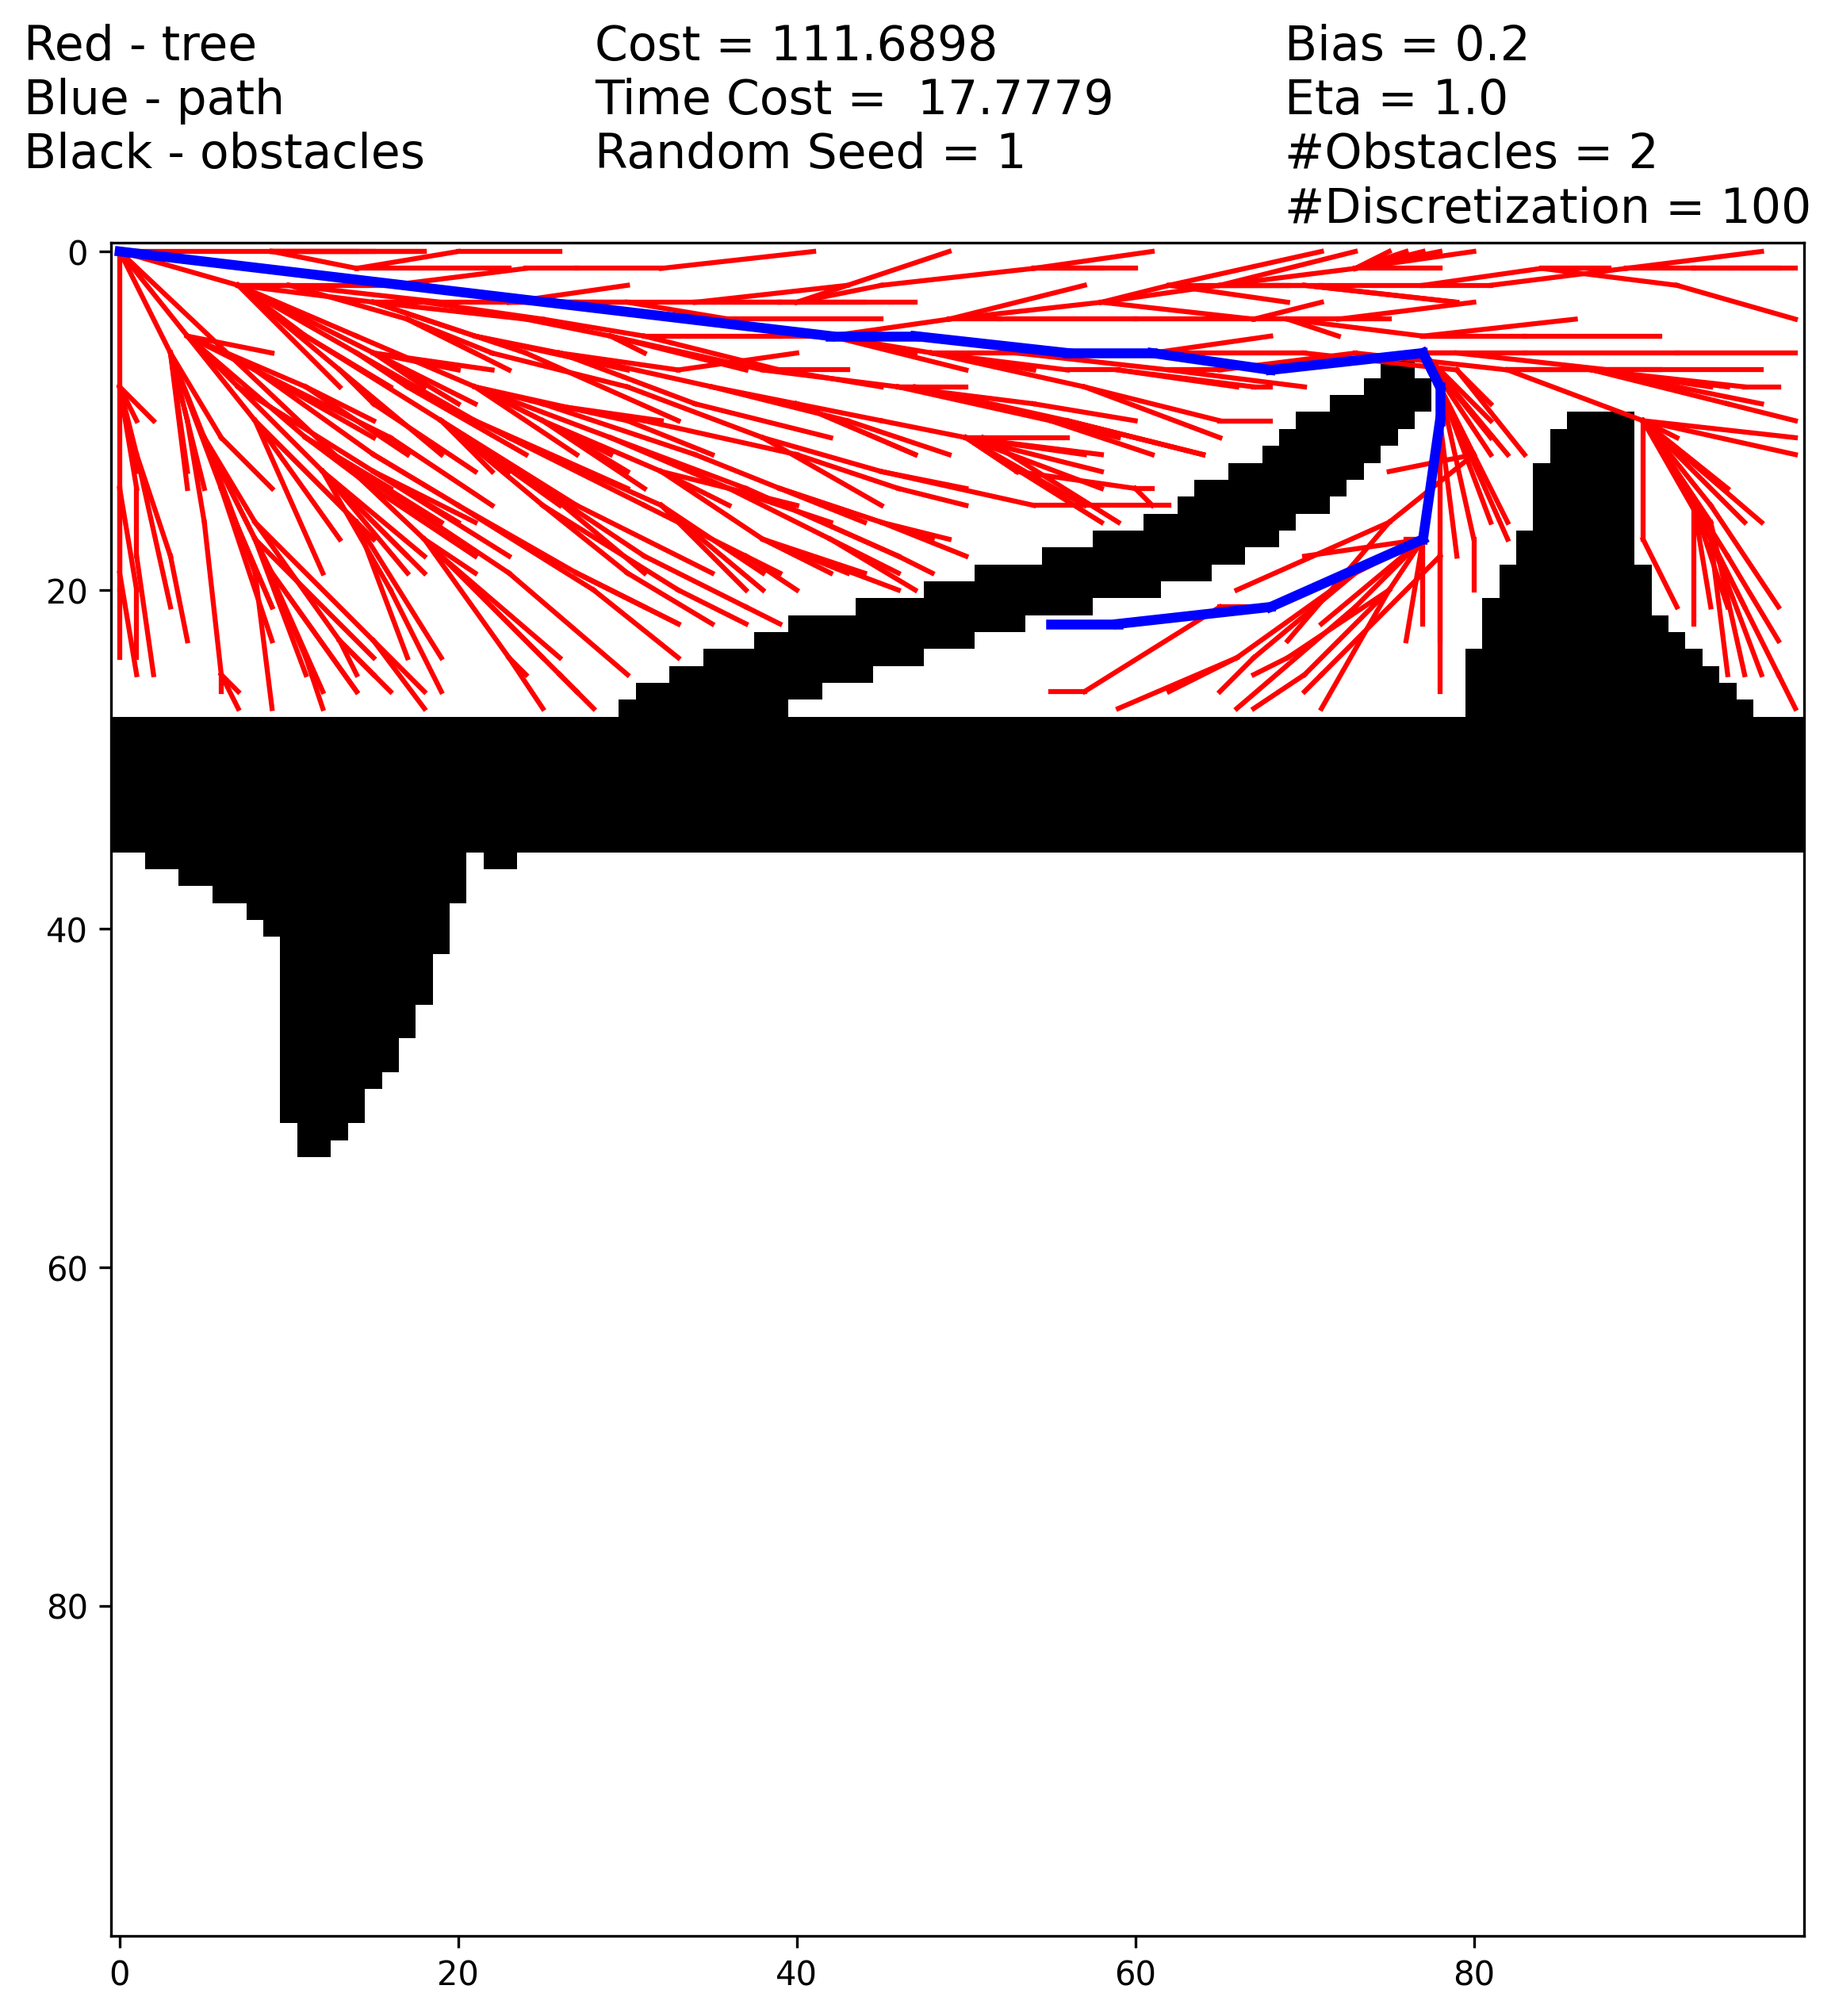 Red - tree
Blue - path
Black - obstacles
Cost = 111.6898
Time Cost =  17.7779
Random Seed = 1
Bias = 0.2
Eta = 1.0
#Obstacles = 2
#Discretization = 100
0
20
40
60
80
0
20
40
60
80